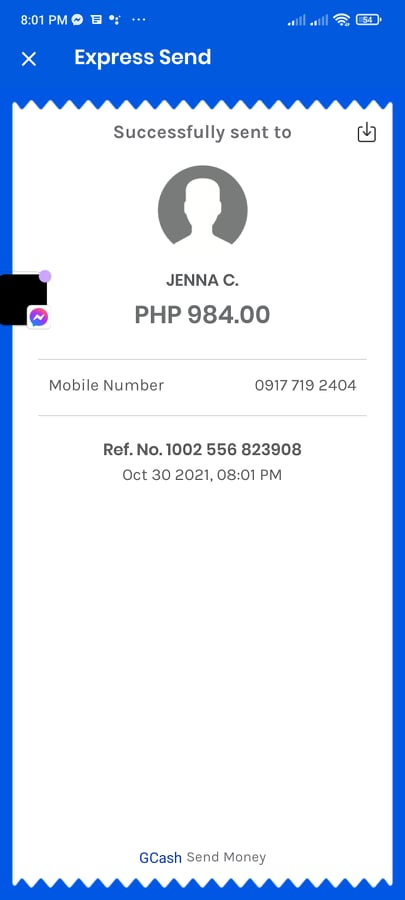 8:01 PM ... 54
Express Send
Successfully sent to
JENNA C.
PHP 984.00
Mobile Number 0917 719 2404
Ref. No. 1002 556 823908
Oct 30 2021, 08:01 PM
GCash Send Money